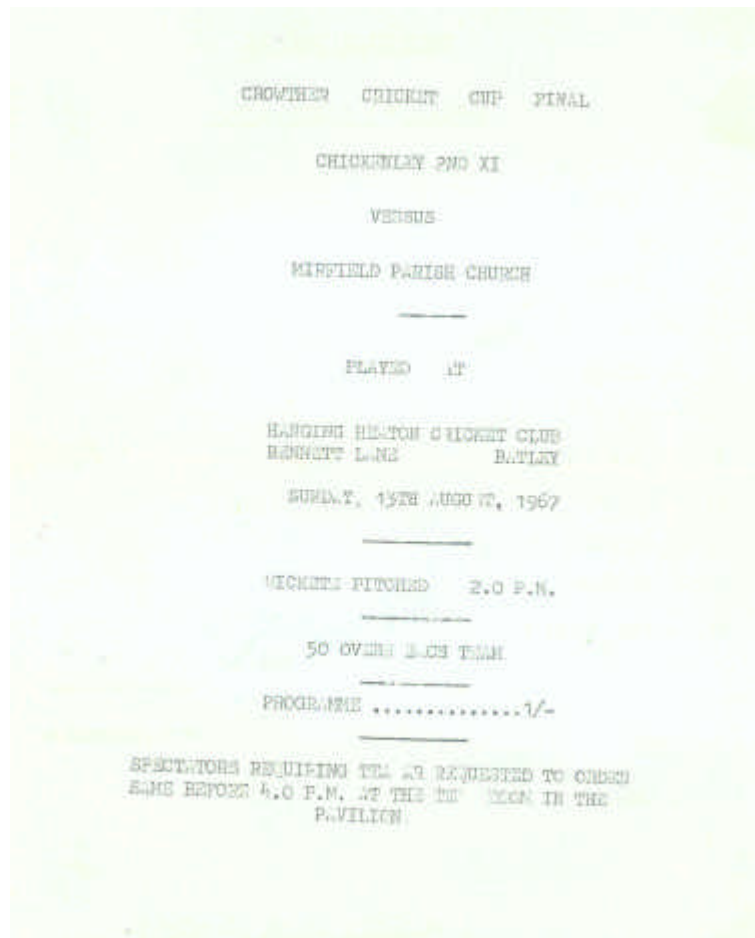 CROWTHER CRICKET CUP FINAL
CHICKENLEY 2ND XI
VERSUS
MIRFIELD PARISH CHURCH
PLAYED AT
HANGING HEATON CRICKET CLUB
BENNETT LANE BATLEY
SUNDAY, 13TH AUGUST, 1967
WICKETS PITCHED 2.0 P.M.
50 OVERS EACH TEAM
PROGRAMME ..............1/-
SPECTATORS REQUIRING TEA AR REQUESTED TO ORDER
SAME BEFORE 4.0 P.M. AT THE ROOM IN THE
PAVILION